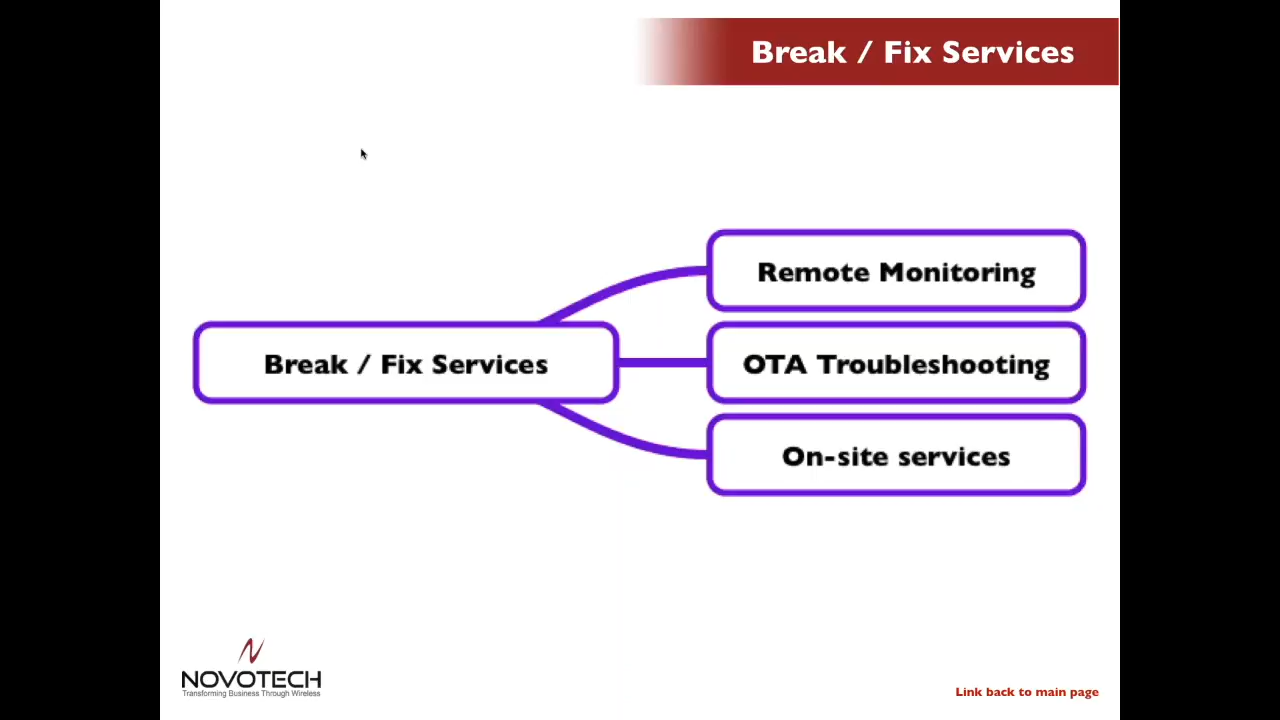 Break / Fix Services
Remote Monitoring
Break / Fix Services
OTA Troubleshooting
On-site services
NOVOTECH
Transforming Business Through Wireless
Link back to main page